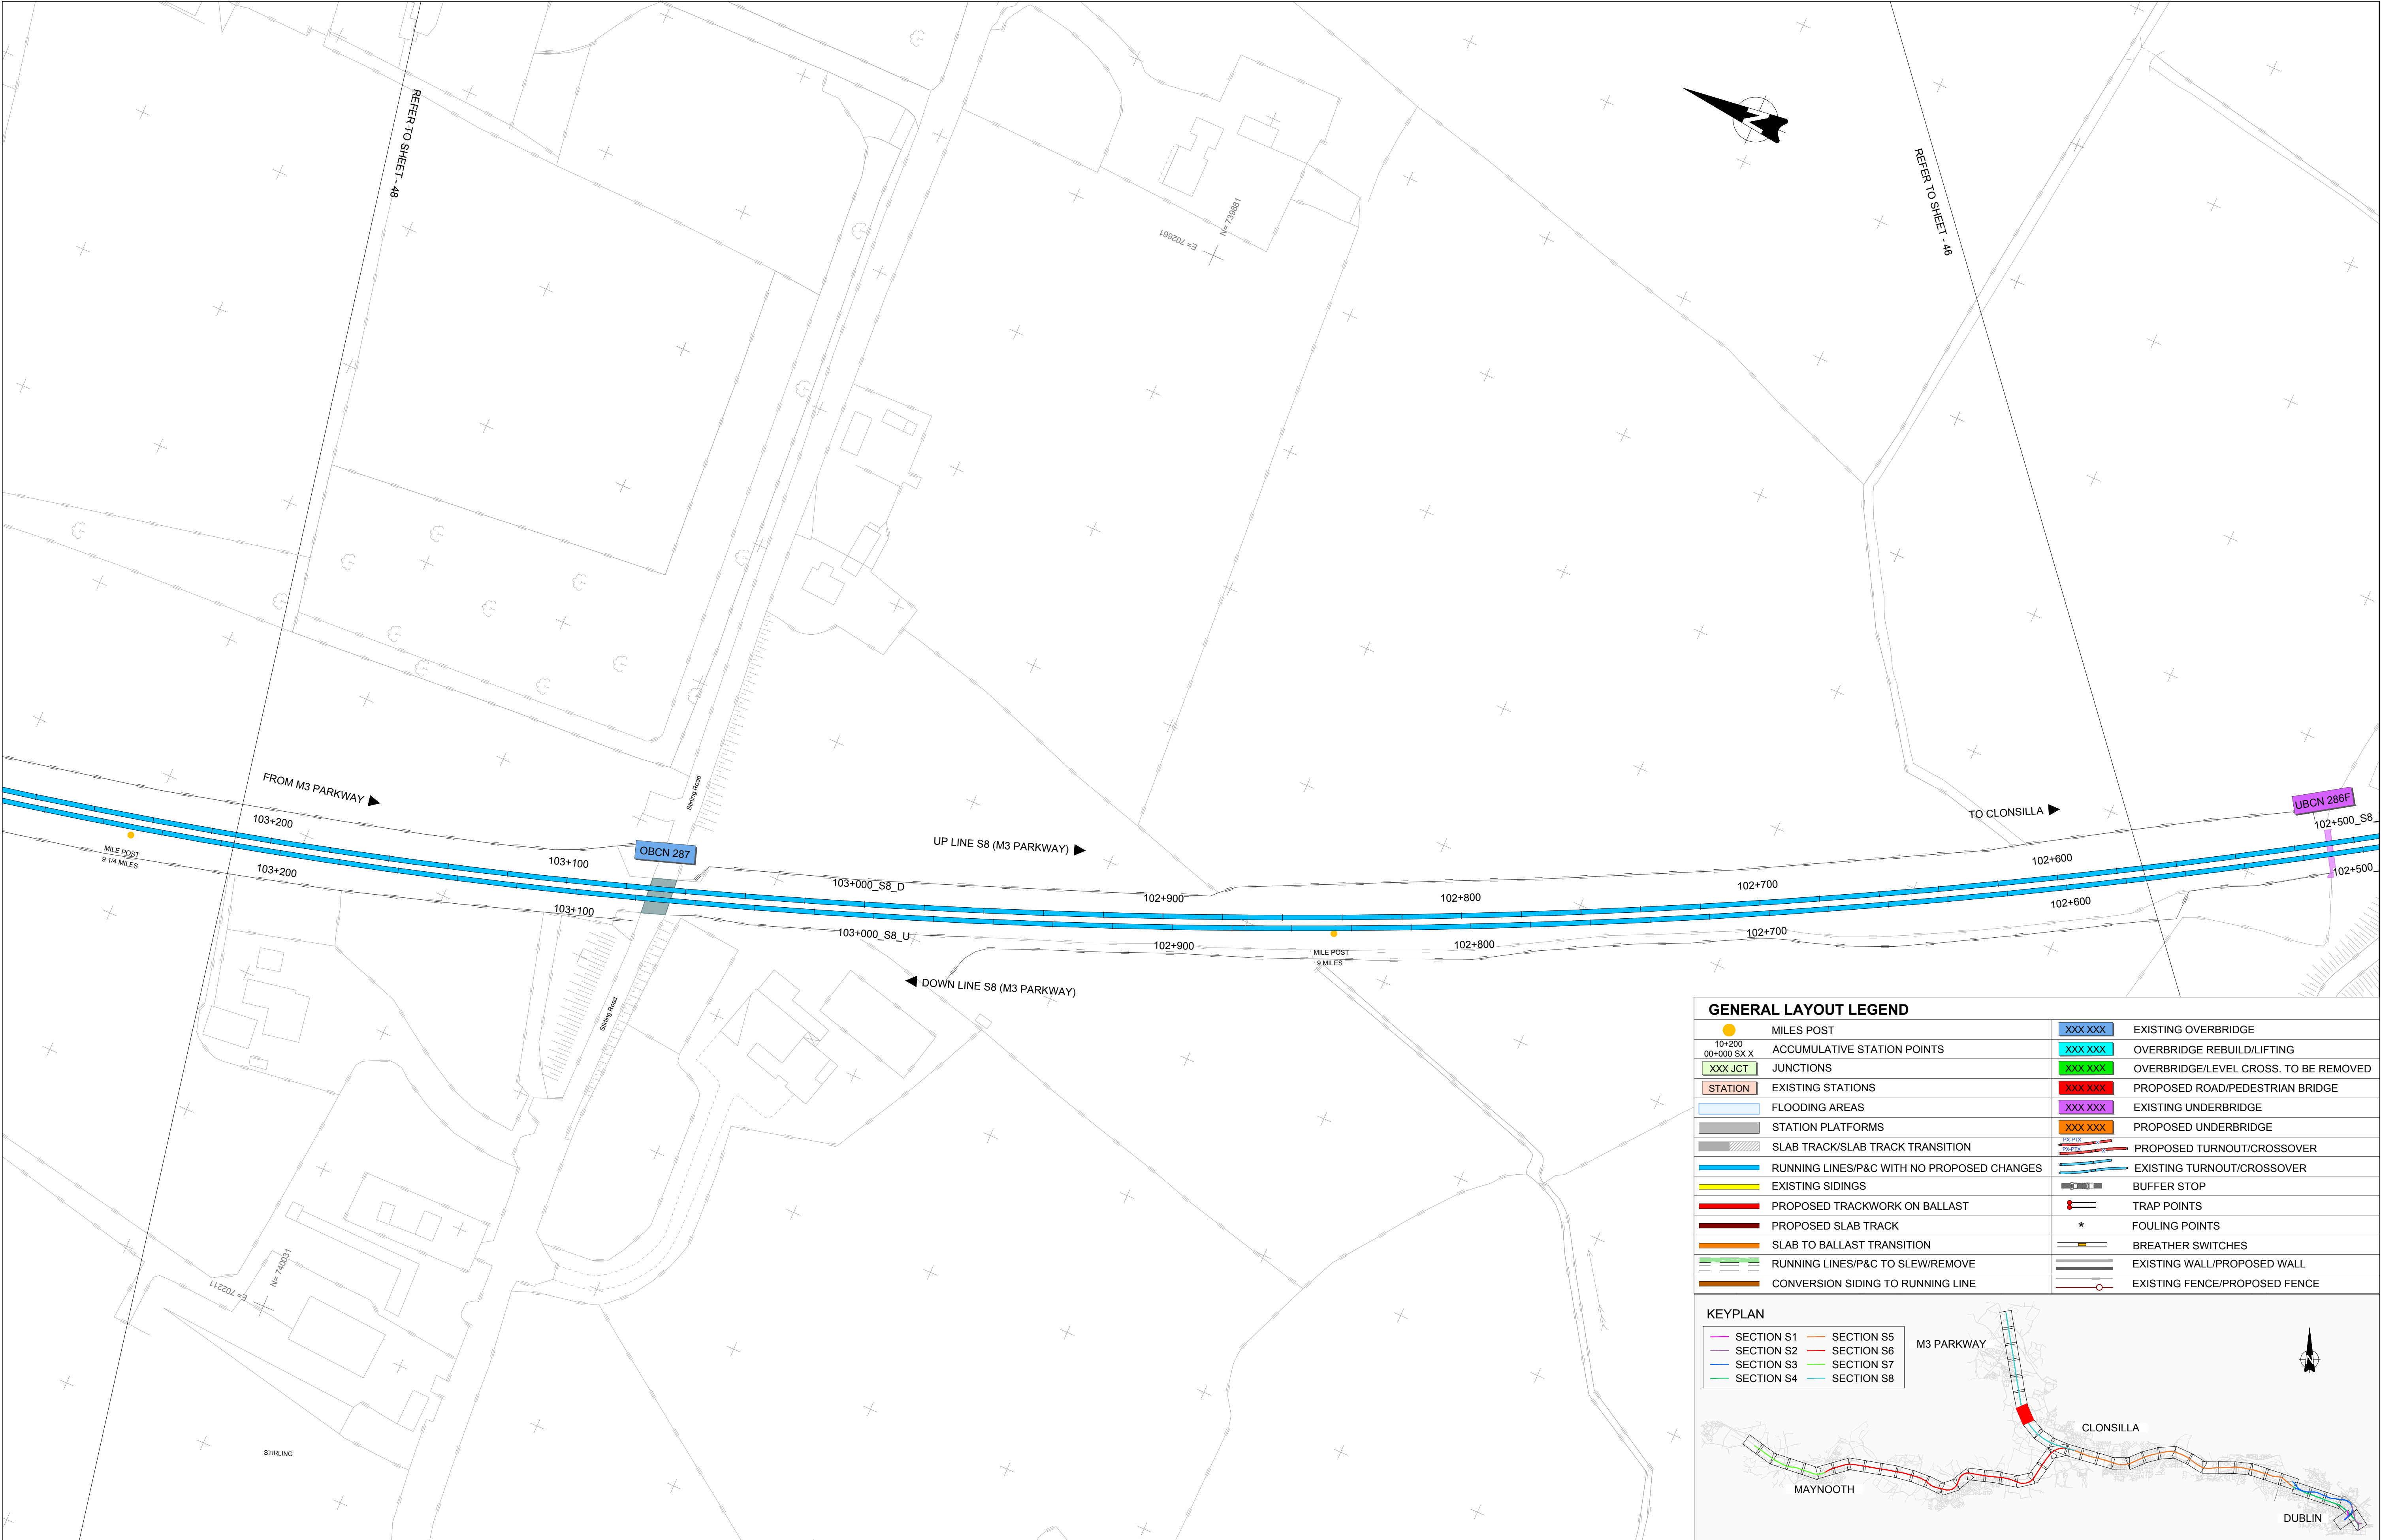 REFER TO SHEET - 48
REFER TO SHEET - 46
N
E= 702661
N= 739881
FROM M3 PARKWAY
103+200
MILE POST
9 1/4 MILES
103+200
103+100
OBCN 287
Stirling Road
103+100
103+000_S8_D
UP LINE S8 (M3 PARKWAY)
103+000_S8_U
DOWN LINE S8 (M3 PARKWAY)
102+900
102+900
MILE POST
9 MILES
102+800
102+800
102+700
102+700
TO CLONSILLA
102+600
102+600
UBCN 286F
102+500_S8_
102+500_
Stirling Road
E= 702211
N= 740031
STIRLING
GENERAL LAYOUT LEGEND
MILES POST
10+200
00+000 SX X
ACCUMULATIVE STATION POINTS
XXX JCT
JUNCTIONS
STATION
EXISTING STATIONS
FLOODING AREAS
STATION PLATFORMS
SLAB TRACK/SLAB TRACK TRANSITION
RUNNING LINES/P&C WITH NO PROPOSED CHANGES
EXISTING SIDINGS
PROPOSED TRACKWORK ON BALLAST
PROPOSED SLAB TRACK
SLAB TO BALLAST TRANSITION
RUNNING LINES/P&C TO SLEW/REMOVE
CONVERSION SIDING TO RUNNING LINE
XXX XXX
EXISTING OVERBRIDGE
XXX XXX
OVERBRIDGE REBUILD/LIFTING
XXX XXX
OVERBRIDGE/LEVEL CROSS. TO BE REMOVED
XXX XXX
PROPOSED ROAD/PEDESTRIAN BRIDGE
XXX XXX
EXISTING UNDERBRIDGE
XXX XXX
PROPOSED UNDERBRIDGE
PX-PTX
PX-PTX
PROPOSED TURNOUT/CROSSOVER
EXISTING TURNOUT/CROSSOVER
BUFFER STOP
TRAP POINTS
*
FOULING POINTS
BREATHER SWITCHES
EXISTING WALL/PROPOSED WALL
EXISTING FENCE/PROPOSED FENCE
KEYPLAN
SECTION S1
SECTION S2
SECTION S3
SECTION S4
SECTION S5
SECTION S6
SECTION S7
SECTION S8
M3 PARKWAY
N
CLONSILLA
MAYNOOTH
DUBLIN